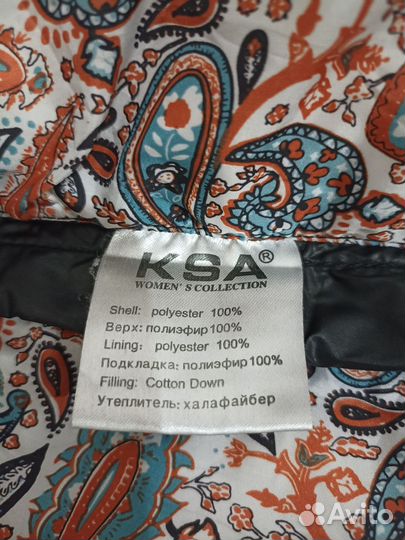 KSA®
WOMEN'S COLLECTION
Shell: polyester 100%
Верх: полиэфир 100%
Lining: polyester 100%
Подкладка: полиэфир 100%
Filling: Cotton Down
Утеплитель: халафайбер
Avito